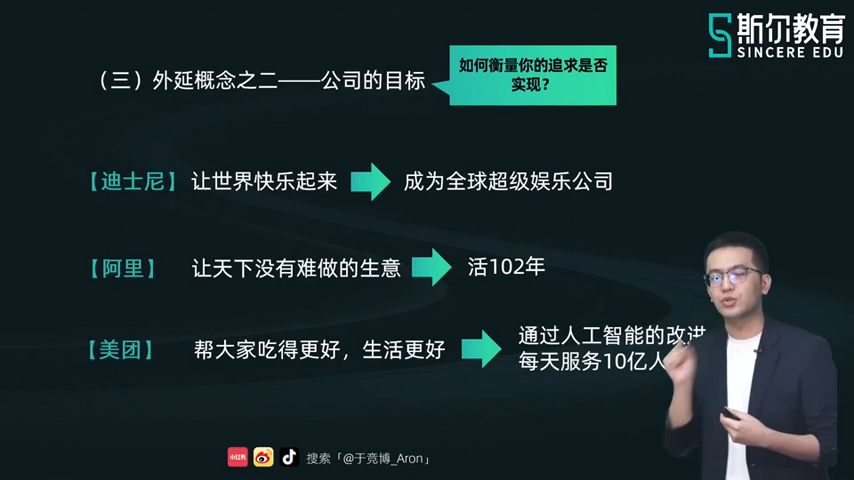 斯尔教育
SINCERE EDU
如何衡量你的追求是否
实现？
（三）外延概念之二——公司的目标
【迪士尼】 让世界快乐起来 成为全球超级娱乐公司
【阿里】 让天下没有难做的生意 活102年
【美团】 帮大家吃得更好，生活更好 通过人工智能的改进
每天服务10亿人
小红书 搜索「@于竞博_Aron」